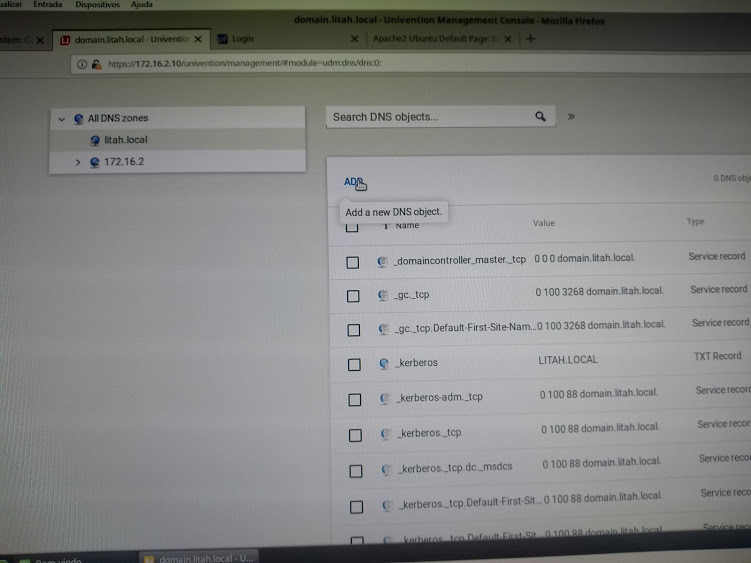 ualizar Entrada Dispositivos Ajuda
domain.litah.local - Univention Management Console - Mozilla Firefox
domain.litah.local - Univentio
Login
Apache2 Ubuntu Default Page:
https://172.16.2.10/univention/management/#module=udm:dns/dns:0:
All DNS zones
litah.local
172.16.2
Search DNS objects...
ADD
0 DNS obje
Add a new DNS object.
Name Value Type
_domaincontroller_master._tcp 0 0 0 domain.litah.local. Service record
_gc._tcp 0 100 3268 domain.litah.local. Service record
_gc._tcp.Default-First-Site-Nam... 0 100 3268 domain.litah.local. Service record
_kerberos LITAH.LOCAL TXT Record
_kerberos-adm._tcp 0 100 88 domain.litah.local. Service record
_kerberos._tcp 0 100 88 domain.litah.local. Service recor
_kerberos._tcp.dc._msdcs 0 100 88 domain.litah.local. Service recor
_kerberos._tcp.Default-First-Sit... 0 100 88 domain.litah.local. Service recor
_kerberos._tcp.Default-First-Sit... 0 100 88 domain.litah.local. Service recor
domain.litah.local - U...